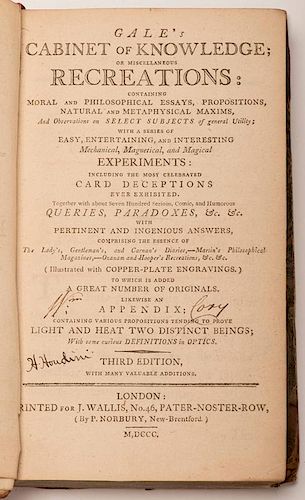 GALE's
CABINET OF KNOWLEDGE;
OR MISCELLANEOUS
RECREATIONS:
CONTAINING
MORAL AND PHILOSOPHICAL ESSAYS, PROPOSITIONS,
NATURAL AND METAPHYSICAL MAXIMS,
And Observations on SELECT SUBJECTS of general Utility;
WITH A SERIES OF
EASY, ENTERTAINING, AND INTERESTING
Mechanical, Magnetical, and Magical
EXPERIMENTS:
INCLUDING THE MOST CELEBRATED
CARD DECEPTIONS
EVER EXHIBITED.
Together with about Seven Hundred Serious, Comic, and Humorous
QUERIES, PARADOXES, &c. &c.
WITH
PERTINENT AND INGENIOUS ANSWERS,
COMPRISING THE ESSENCE OF
The Lady's, Gentleman's, and Carnan's Diaries,—Martin's Philosophical
Magazines,—Ozanam and Hooper's Recreations, &c. &c.
(Illustrated with COPPER-PLATE ENGRAVINGS.)
TO WHICH IS ADDED
A GREAT NUMBER OF ORIGINALS.
LIKEWISE AN
Wm APPENDIX; Cory
CONTAINING VARIOUS PROPOSITIONS TENDING TO PROVE
LIGHT AND HEAT TWO DISTINCT BEINGS;
With some curious DEFINITIONS in OPTICS.
H. Houdini
THIRD EDITION,
WITH MANY VALUABLE ADDITIONS.
LONDON:
PRINTED FOR J. WALLIS, No. 46, PATER-NOSTER-ROW,
(By P. NORBURY, New-Brentford.)
M,DCCC.